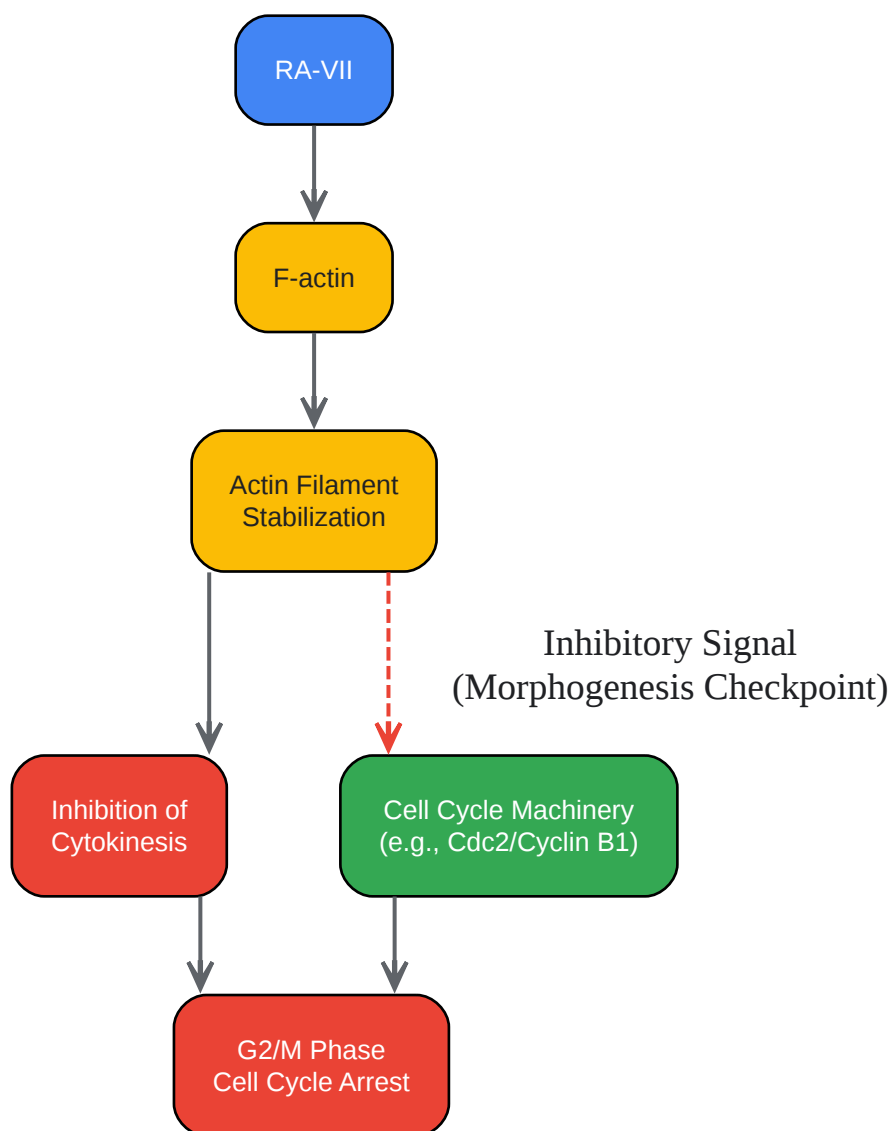 RA-VII
F-actin
Actin Filament
Stabilization
Inhibitory Signal
(Morphogenesis Checkpoint)
Inhibition of
Cytokinesis
Cell Cycle Machinery
(e.g., Cdc2/Cyclin B1)
G2/M Phase
Cell Cycle Arrest